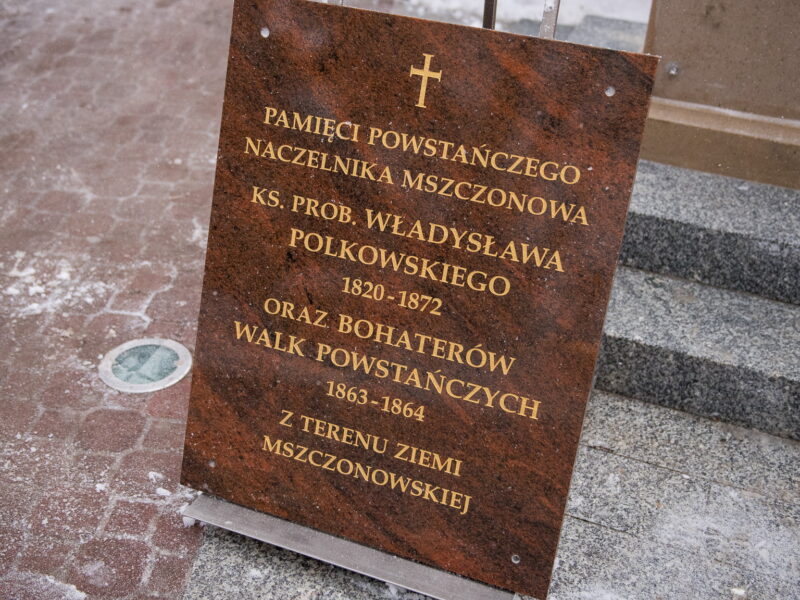 PAMIĘCI POWSTAŃCZEGO
NACZELNIKA MSZCZONOWA
KS. PROB. WŁADYSŁAWA
POLKOWSKIEGO
1820-1872
ORAZ BOHATERÓW
WALK POWSTAŃCZYCH
1863-1864
Z TERENU ZIEMI
MSZCZONOWSKIEJ